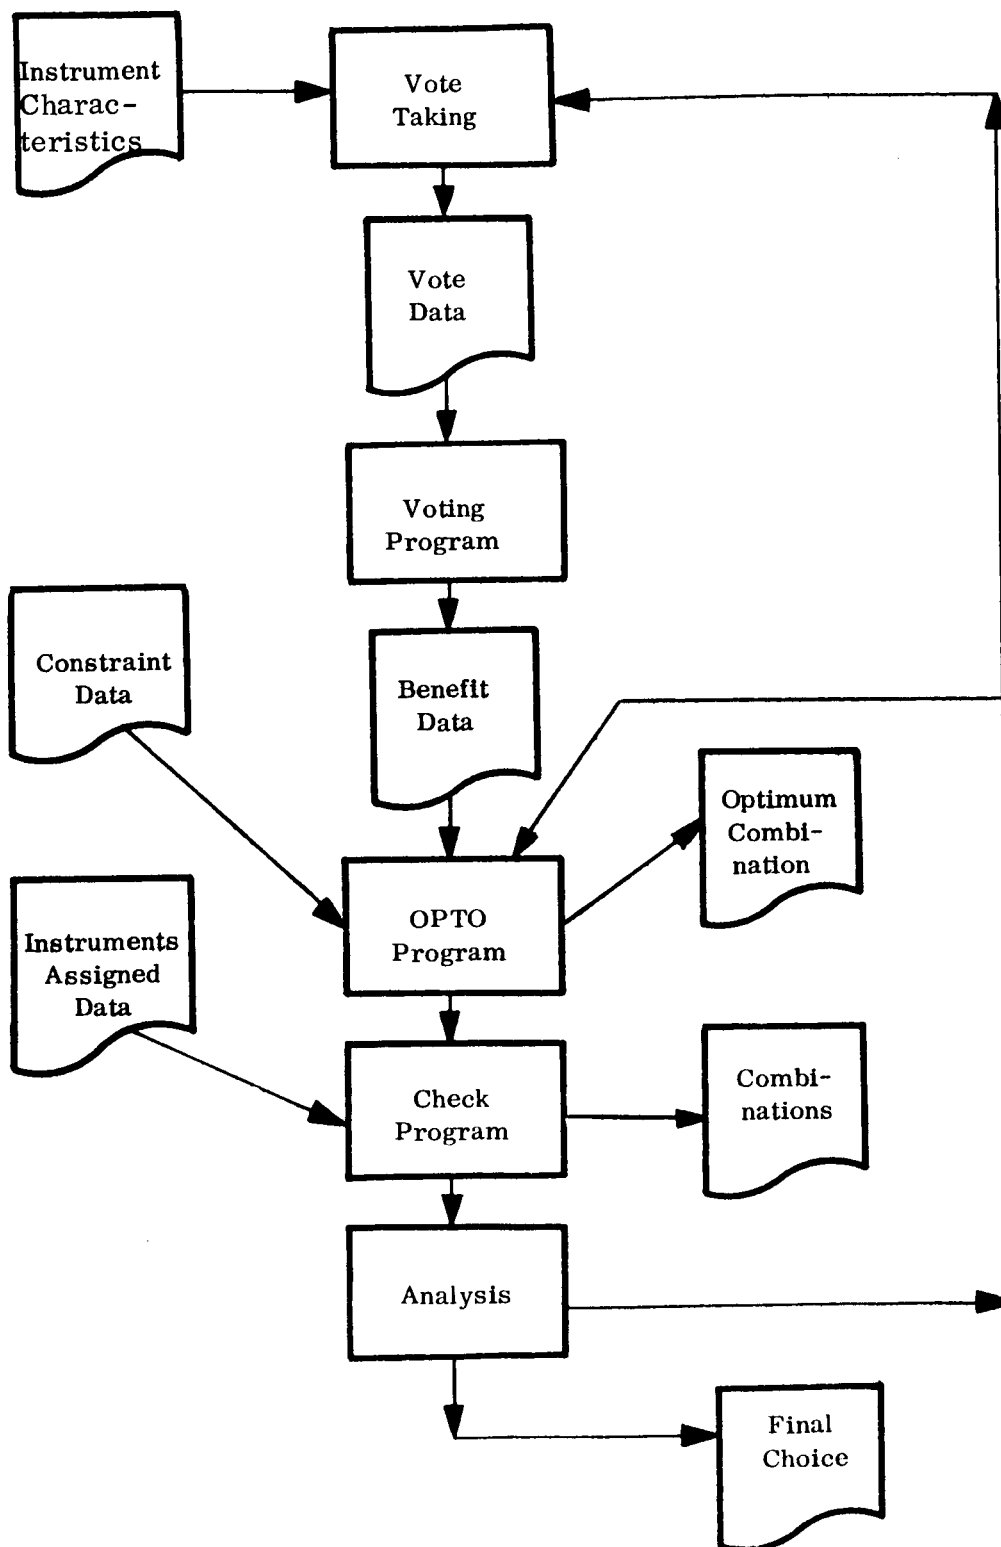 Instrument
Charac-
teristics
Vote
Taking
Vote
Data
Voting
Program
Constraint
Data
Benefit
Data
Optimum
Combi-
nation
OPTO
Program
Instruments
Assigned
Data
Check
Program
Combi-
nations
Analysis
Final
Choice